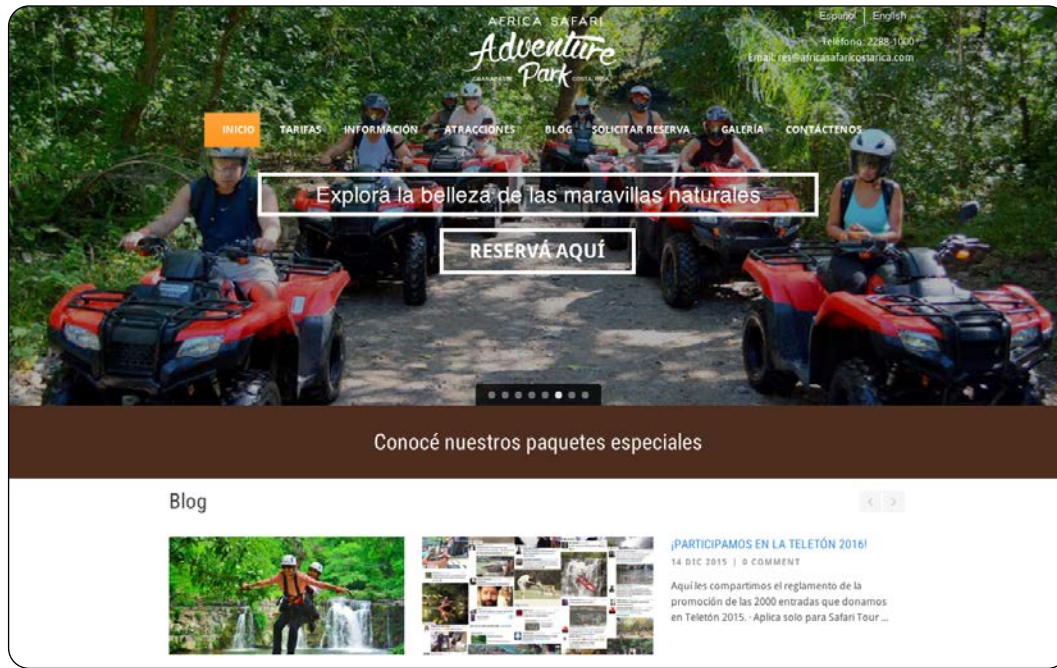 Español | English
Teléfono: 2288-1000
Email: res@africasafaricostarica.com
AFRICA SAFARI
Adventure
GUANACASTE Park COSTA RICA
INICIO TARIFAS INFORMACIÓN ATRACCIONES BLOG SOLICITAR RESERVA GALERÍA CONTÁCTENOS
Explorá la belleza de las maravillas naturales
RESERVÁ AQUÍ
Conocé nuestros paquetes especiales
Blog
¡PARTICIPAMOS EN LA TELETÓN 2016!
14 DIC 2015 | 0 COMMENT
Aquí les compartimos el reglamento de la
promoción de las 2000 entradas que donamos
en Teletón 2015. · Aplica solo para Safari Tour ...